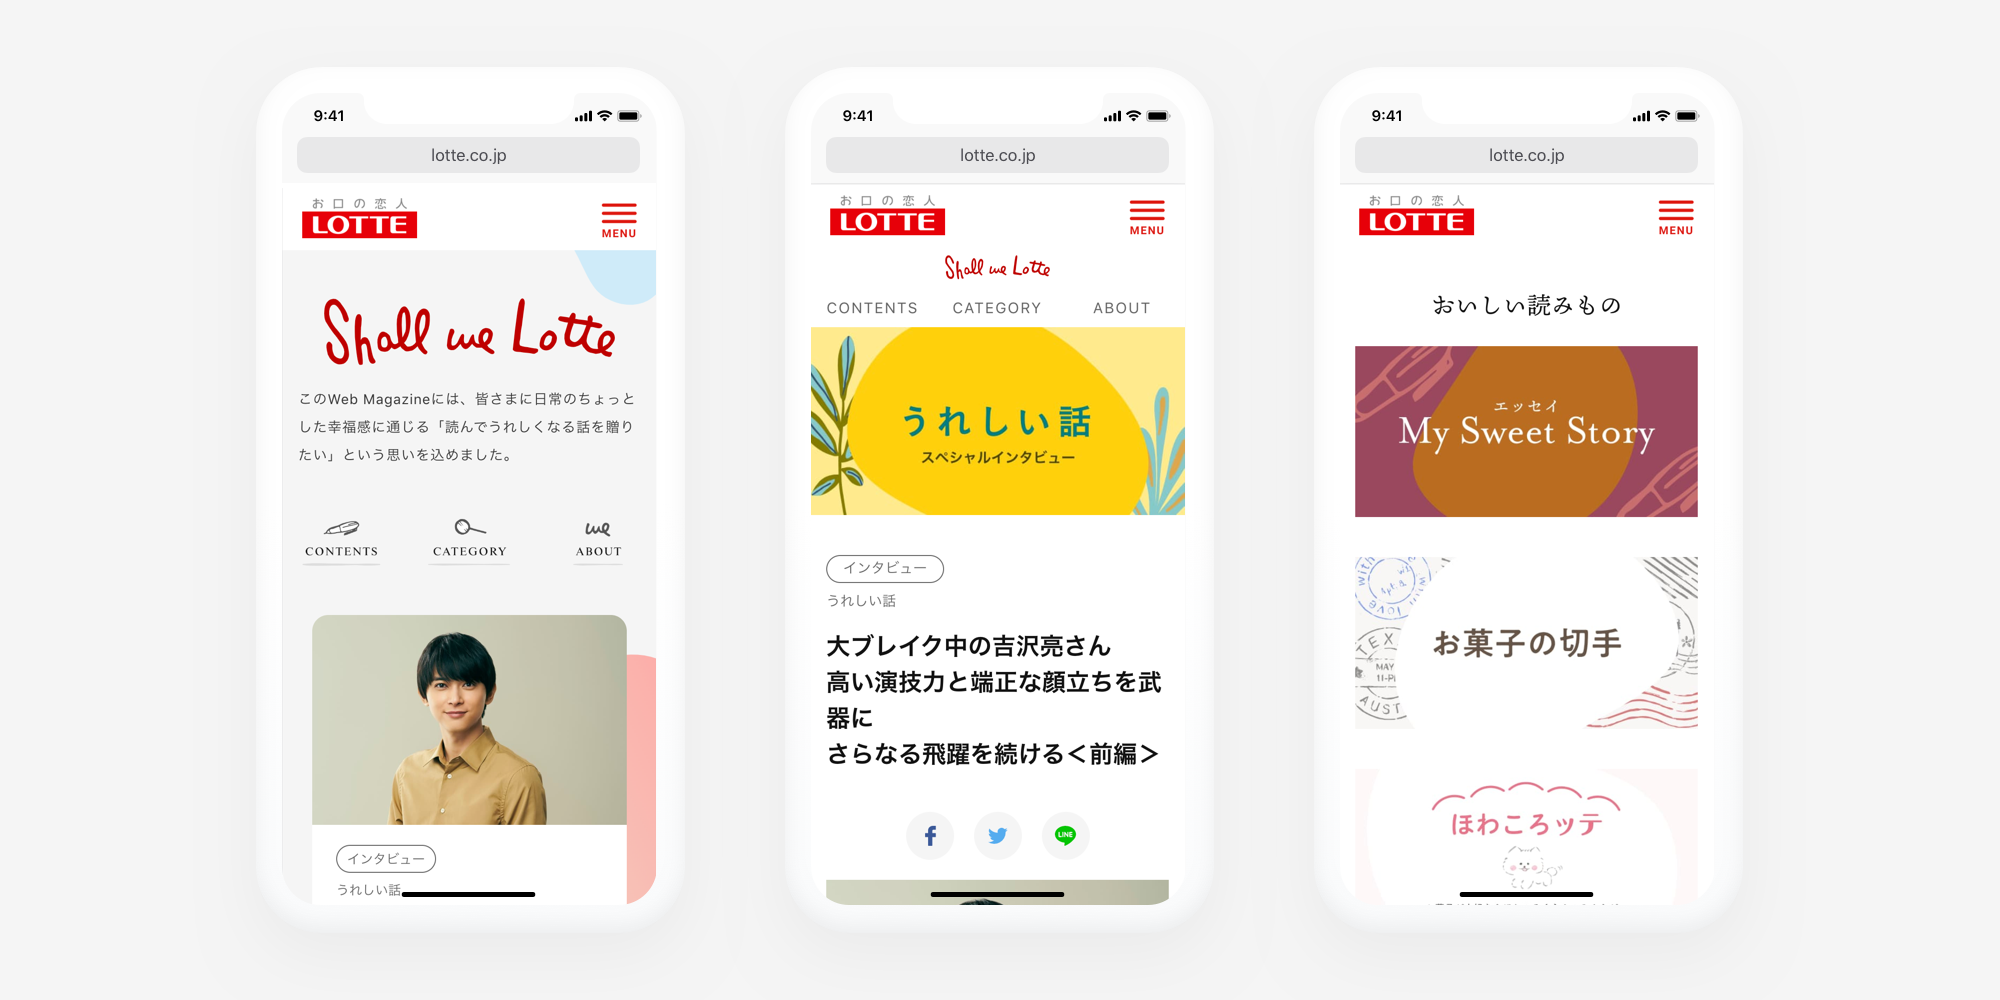 9:41
lotte.co.jp
お口の恋人
LOTTE
MENU
Shall we Lotte
このWeb Magazineには、皆さまに日常のちょっと
した幸福感に通じる「読んでうれしくなる話を贈り
たい」という思いを込めました。
CONTENTS
CATEGORY
we
ABOUT
インタビュー
うれしい話
9:41
lotte.co.jp
お口の恋人
LOTTE
MENU
Shall we Lotte
CONTENTS
CATEGORY
ABOUT
うれしい話
スペシャルインタビュー
インタビュー
うれしい話
大ブレイク中の吉沢亮さん
高い演技力と端正な顔立ちを武
器に
さらなる飛躍を続ける＜前編＞
LINE
9:41
lotte.co.jp
お口の恋人
LOTTE
MENU
おいしい読みもの
エッセイ
My Sweet Story
with
love
TEX
MAY
AUST
お菓子の切手
ほわころッテ